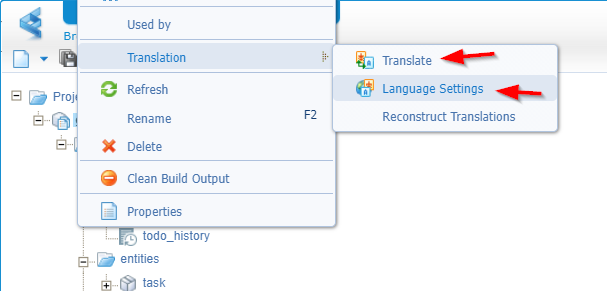 Used by
Br
Translation
Translate
Refresh
Language Settings
Proje
Rename F2
Reconstruct Translations
Delete
Clean Build Output
Properties
todo_history
entities
task